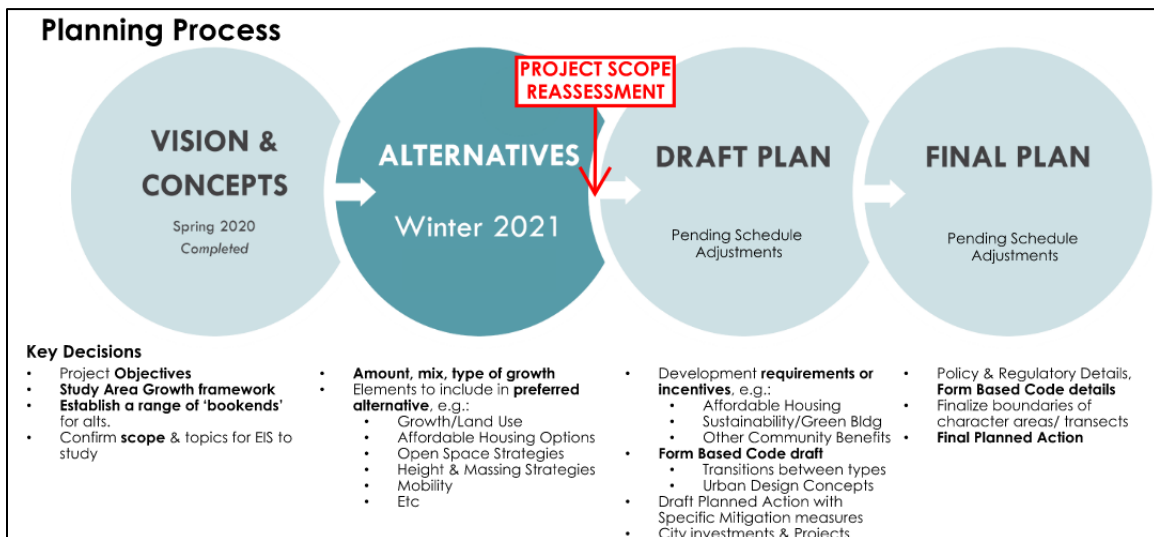 Planning Process
PROJECT SCOPE
REASSESSMENT
VISION &
CONCEPTS
Spring 2020
Completed
ALTERNATIVES
Winter 2021
DRAFT PLAN
Pending Schedule
Adjustments
FINAL PLAN
Pending Schedule
Adjustments
Key Decisions
• Project Objectives
• Study Area Growth framework
• Establish a range of ‘bookends’
for alts.
• Confirm scope & topics for EIS to
study
• Amount, mix, type of growth
• Elements to include in preferred
alternative, e.g.:
• Growth/Land Use
• Affordable Housing Options
• Open Space Strategies
• Height & Massing Strategies
• Mobility
• Etc
• Development requirements or
incentives, e.g.:
• Affordable Housing
• Sustainability/Green Bldg
• Other Community Benefits
• Form Based Code draft
• Transitions between types
• Urban Design Concepts
• Draft Planned Action with
Specific Mitigation measures
• City investments & Projects
• Policy & Regulatory Details,
Form Based Code details
• Finalize boundaries of
character areas/ transects
• Final Planned Action